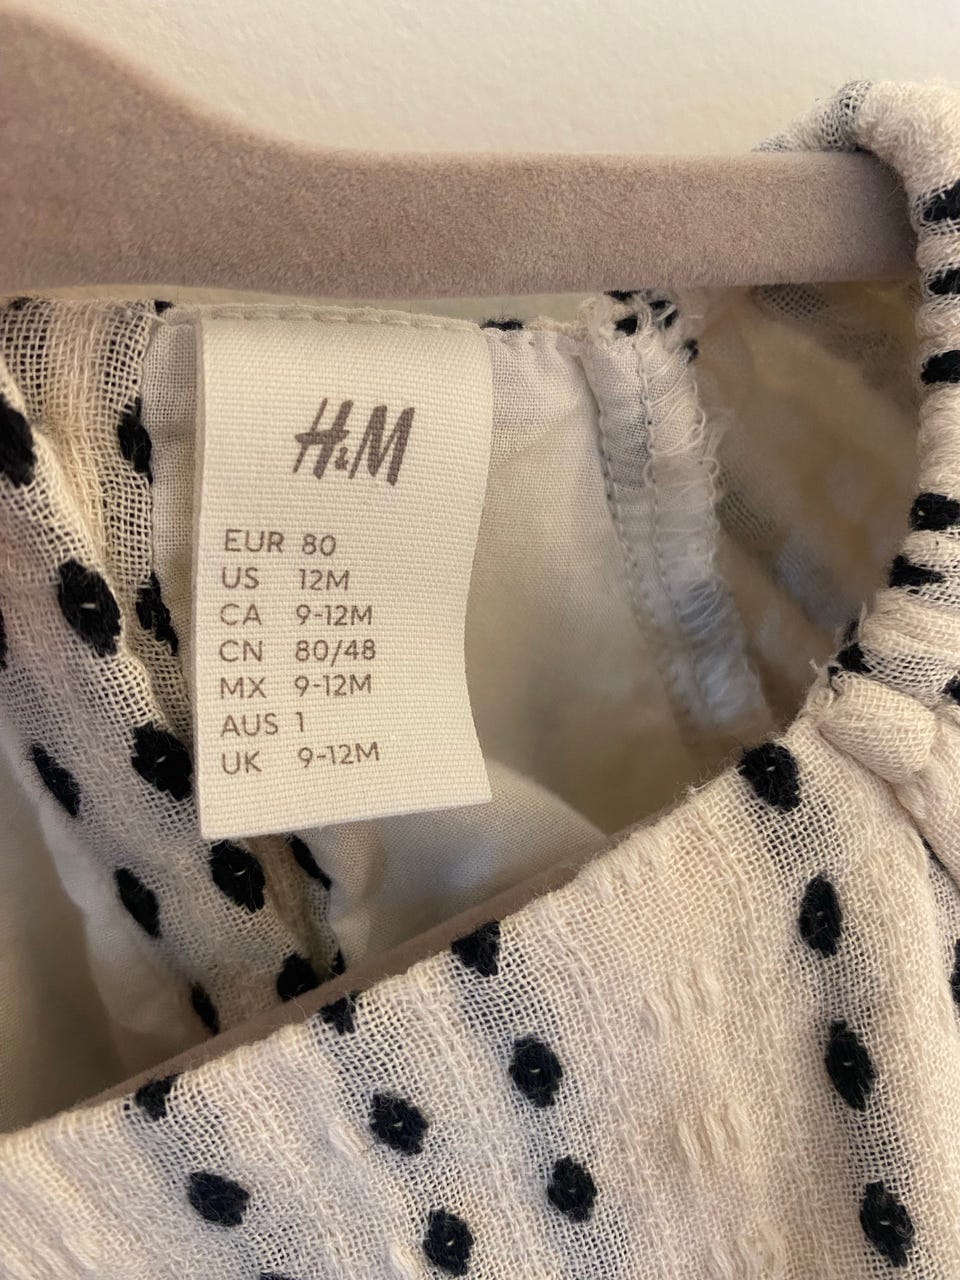 H&M
EUR 80
US 12M
CA 9-12M
CN 80/48
MX 9-12M
AUS 1
UK 9-12M